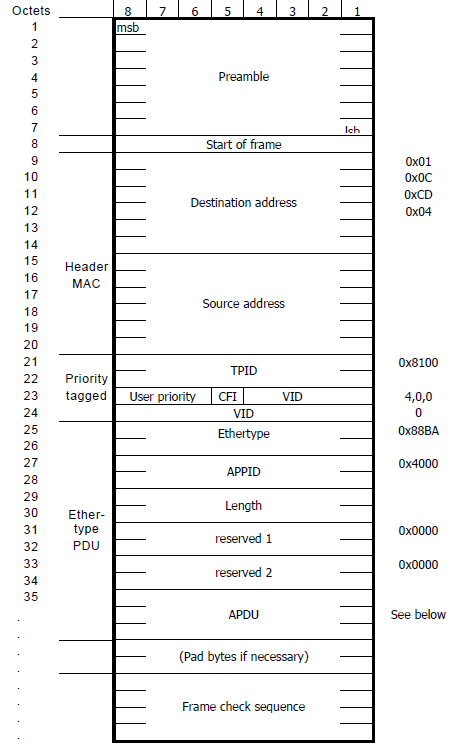 Octets 8 7 6 5 4 3 2 1
1 msb
2
3
4 Preamble
5
6
7 lsb
8 Start of frame
9 0x01
10 0x0C
11 0xCD
12 Destination address 0x04
13
14
15 Header
16 MAC
17
18 Source address
19
20
21 TPID 0x8100
22 Priority
23 tagged User priority CFI VID 4,0,0
24 VID 0
25 Ethertype 0x88BA
26
27 APPID 0x4000
28
29 Length
30 Ether-
31 type reserved 1 0x0000
32 PDU
33 reserved 2 0x0000
34
35
. APDU See below
.
. (Pad bytes if necessary)
.
. Frame check sequence
.
.